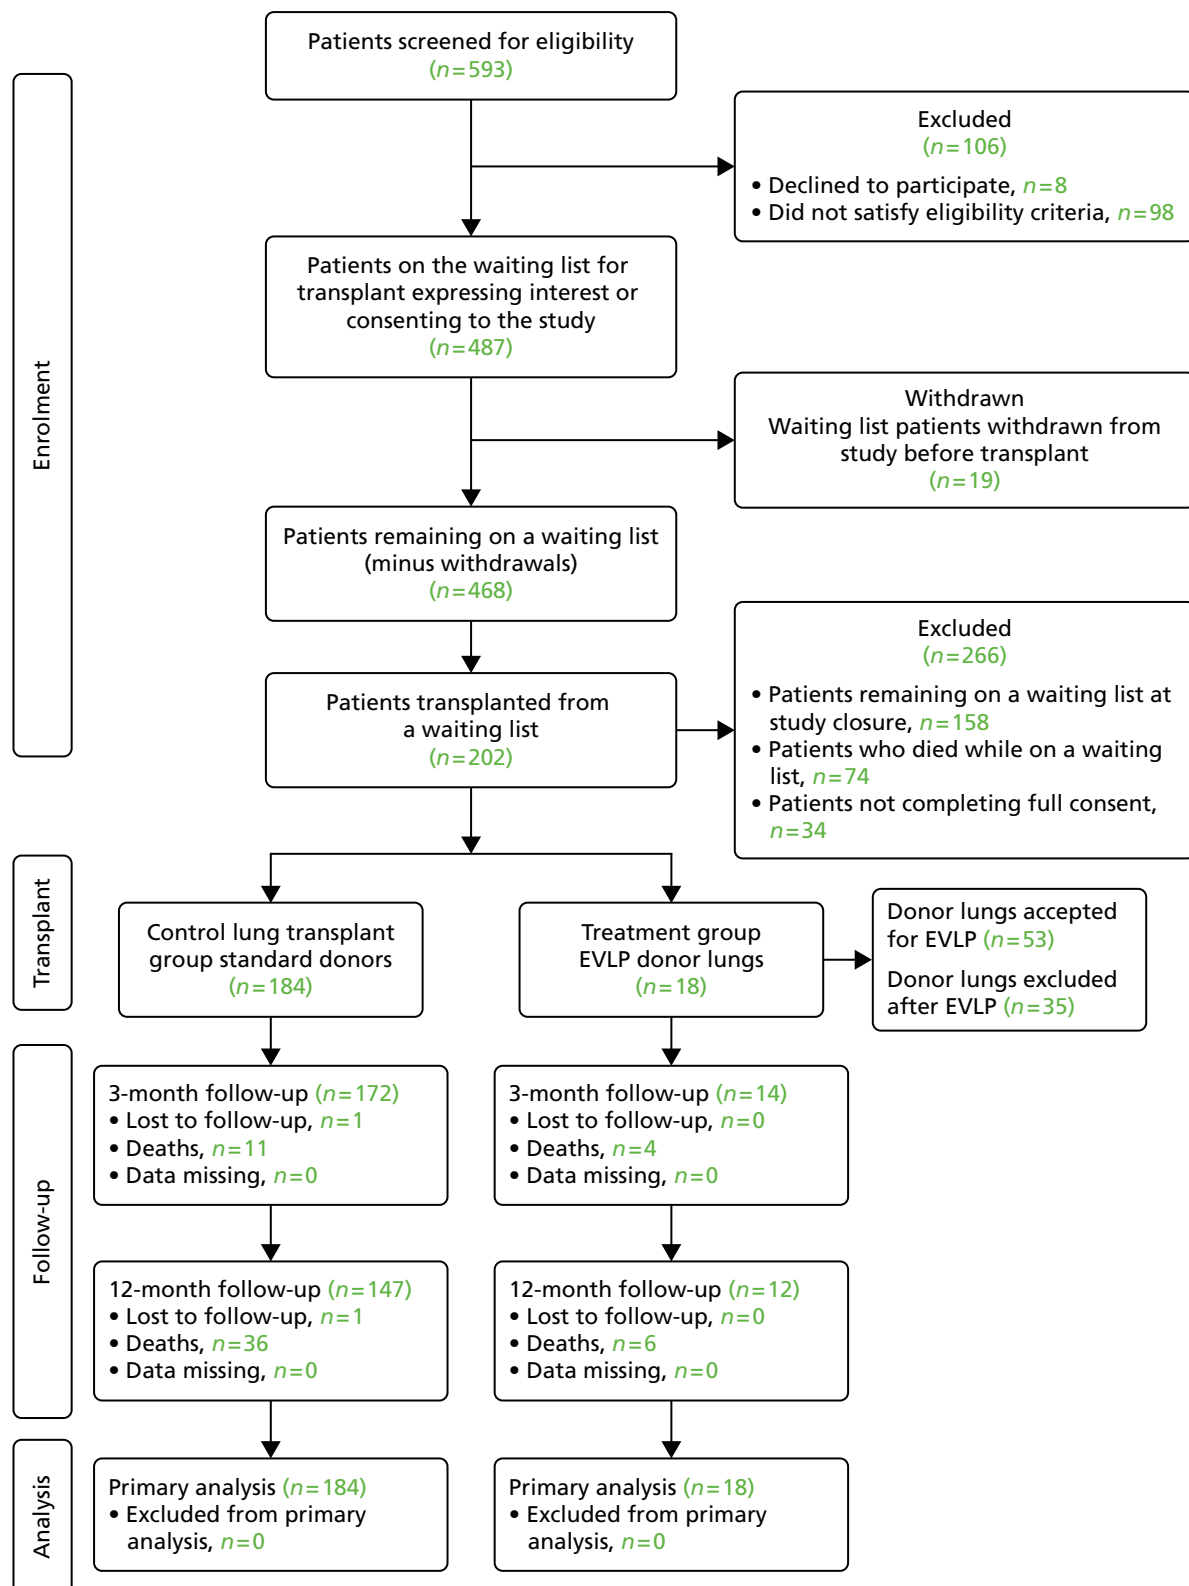 Patients screened for eligibility
(n=593)
Excluded
(n=106)
• Declined to participate, n=8
• Did not satisfy eligibility criteria, n=98
Enrolment
Patients on the waiting list for
transplant expressing interest or
consenting to the study
(n=487)
Withdrawn
Waiting list patients withdrawn from
study before transplant
(n=19)
Patients remaining on a waiting list
(minus withdrawals)
(n=468)
Excluded
(n=266)
• Patients remaining on a waiting list at
study closure, n=158
• Patients who died while on a waiting
list, n=74
• Patients not completing full consent,
n=34
Patients transplanted from
a waiting list
(n=202)
Transplant
Control lung transplant
group standard donors
(n=184)
Treatment group
EVLP donor lungs
(n=18)
Donor lungs accepted
for EVLP (n=53)
Donor lungs excluded
after EVLP (n=35)
Follow-up
3-month follow-up (n=172)
• Lost to follow-up, n=1
• Deaths, n=11
• Data missing, n=0
3-month follow-up (n=14)
• Lost to follow-up, n=0
• Deaths, n=4
• Data missing, n=0
12-month follow-up (n=147)
• Lost to follow-up, n=1
• Deaths, n=36
• Data missing, n=0
12-month follow-up (n=12)
• Lost to follow-up, n=0
• Deaths, n=6
• Data missing, n=0
Analysis
Primary analysis (n=184)
• Excluded from primary
analysis, n=0
Primary analysis (n=18)
• Excluded from primary
analysis, n=0